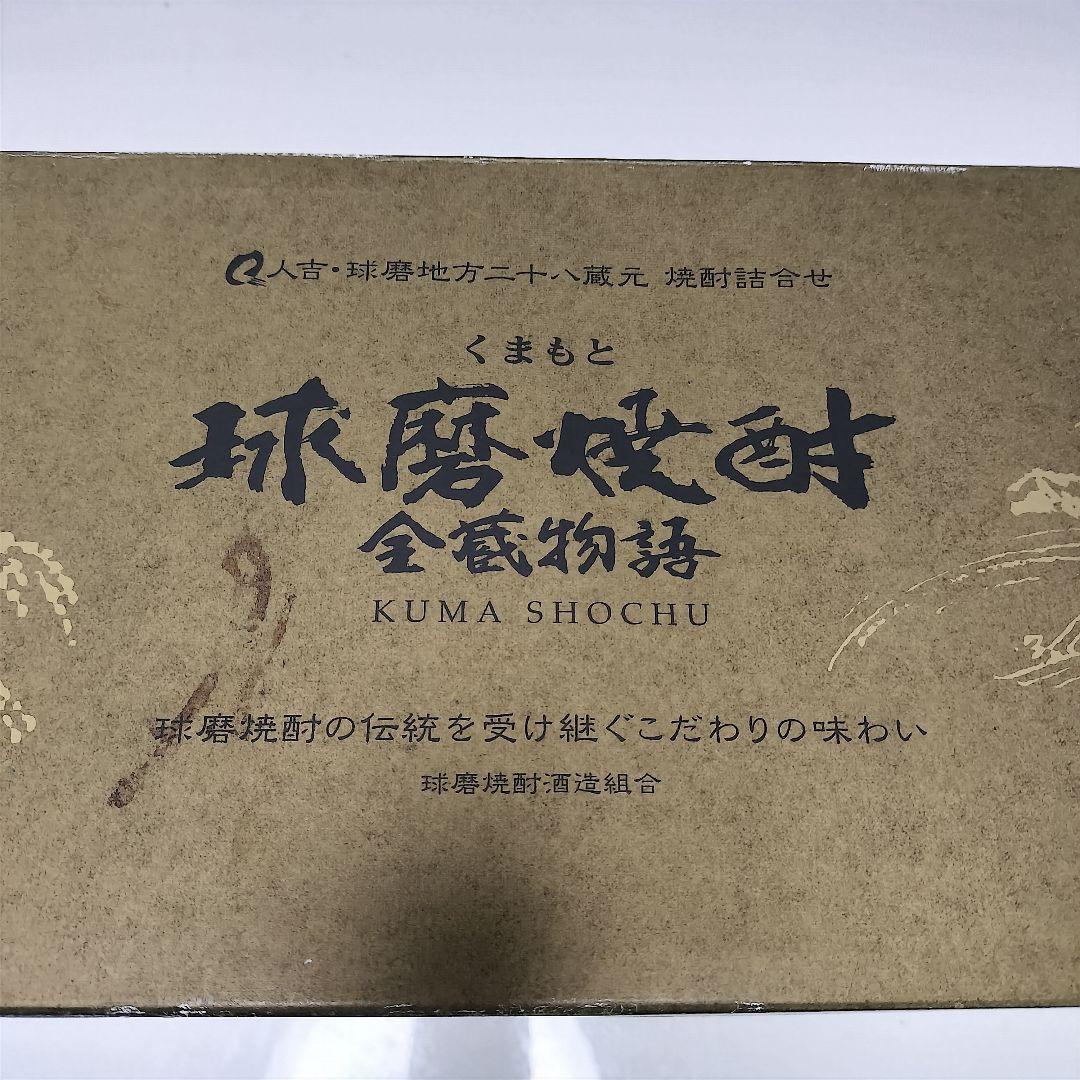 人吉・球磨地方二十八蔵元 焼酎詰合せ
くまもと
球磨焼酎
全蔵物語
KUMA SHOCHU
球磨焼酎の伝統を受け継ぐこだわりの味わい
球磨焼酎酒造組合